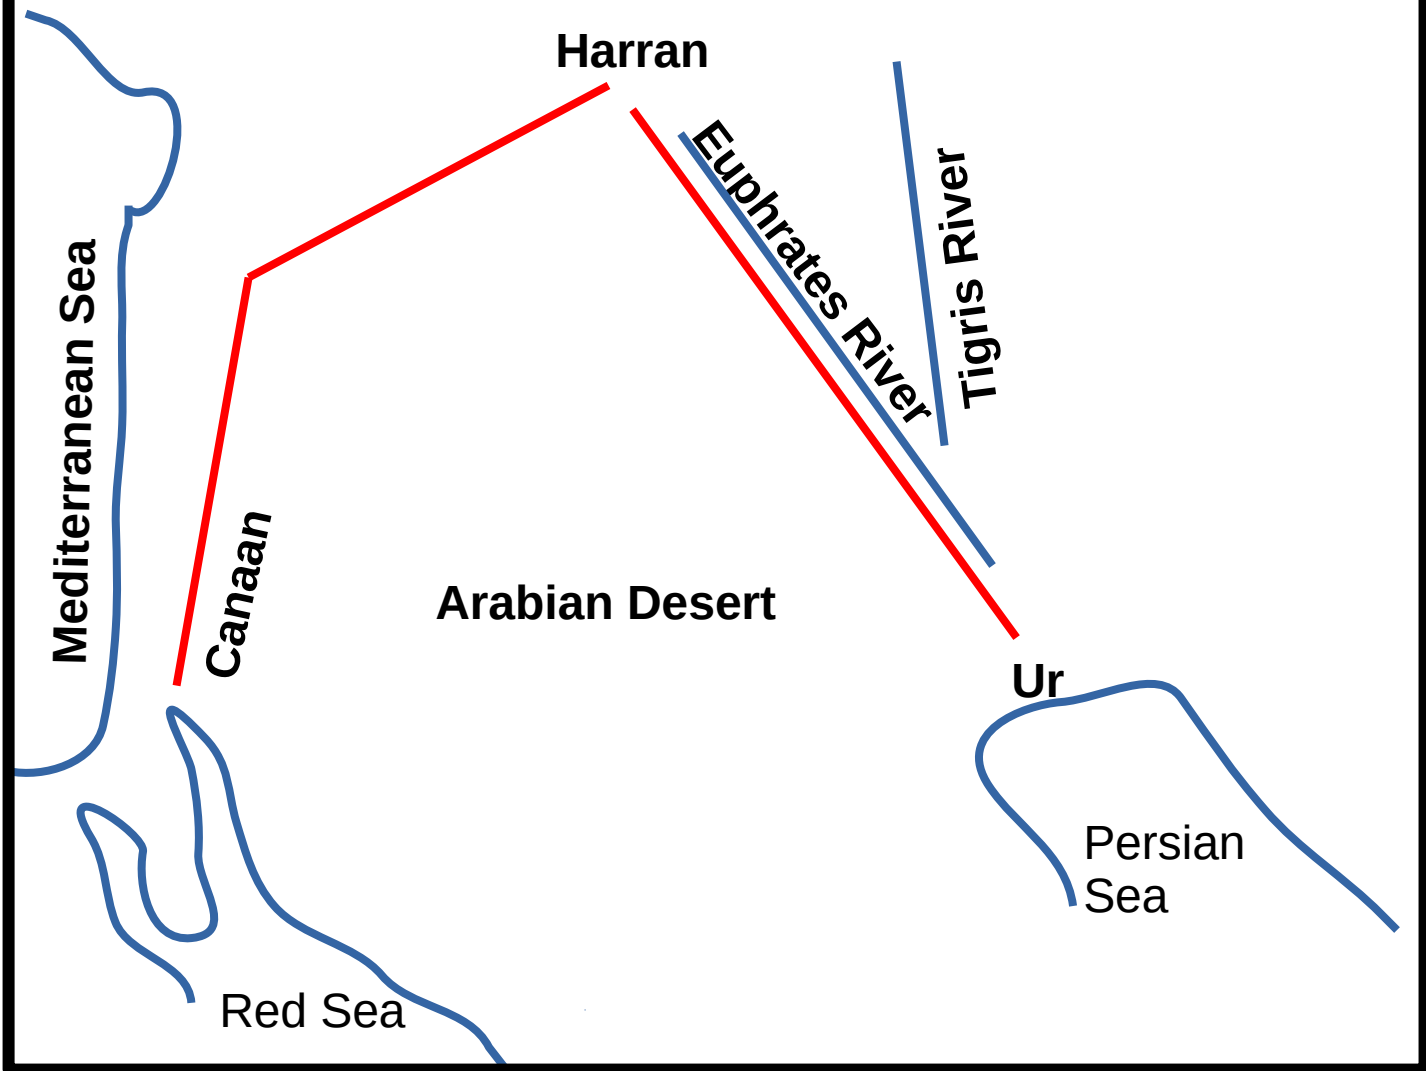 Harran
Euphrates River
Tigris River
Mediterranean Sea
Canaan
Arabian Desert
Ur
Persian
Sea
Red Sea